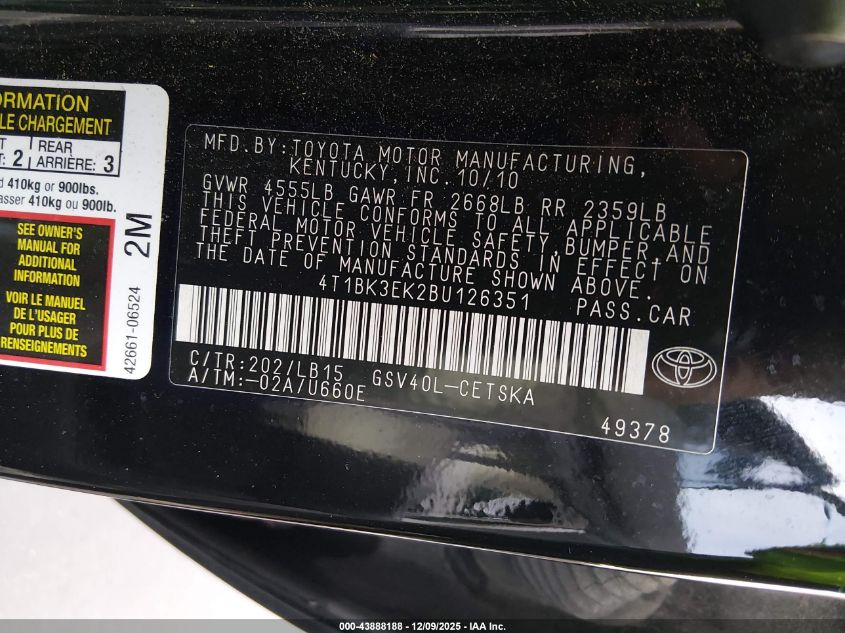 ORMATION
LE CHARGEMENT
2 REAR
ARRIÈRE: 3
410kg or 900lbs.
asser 410kg ou 900lb.
SEE OWNER'S
MANUAL FOR
ADDITIONAL
INFORMATION
VOIR LE MANUEL
DE L'USAGER
POUR PLUS DE
RENSEIGNEMENTS
42661-06524 2M
MFD.BY:TOYOTA MOTOR MANUFACTURING,
KENTUCKY,INC.10/10
GVWR 4555LB GAWR FR 2668LB RR 2359LB
THIS VEHICLE CONFORMS TO ALL APPLICABLE
FEDERAL MOTOR VEHICLE SAFETY,BUMPER,AND
THEFT PREVENTION STANDARDS IN EFFECT ON
THE DATE OF MANUFACTURE SHOWN ABOVE.
4T1BK3EK2BU126351 PASS.CAR
C/TR:202/LB15 GSV40L-CETSKA
A/TM:-02A/U660E
49378
000-43888188 - 12/09/2025 - IAA Inc.